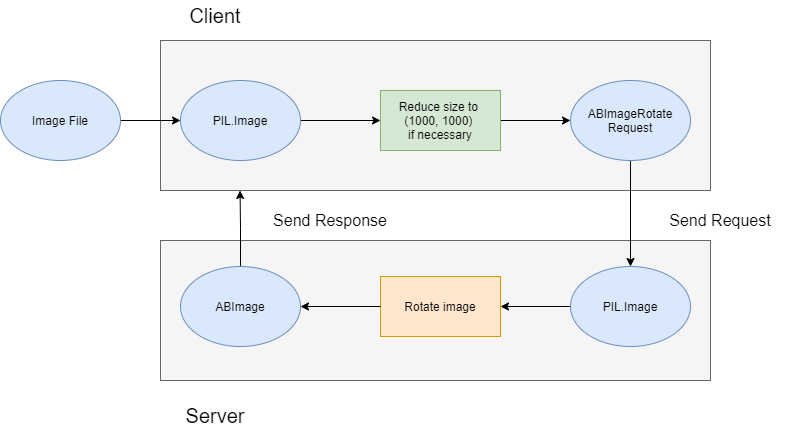 Client
Image File
PIL.Image
Reduce size to
(1000, 1000)
if necessary
ABImageRotate
Request
Send Response
Send Request
ABImage
Rotate image
PIL.Image
Server